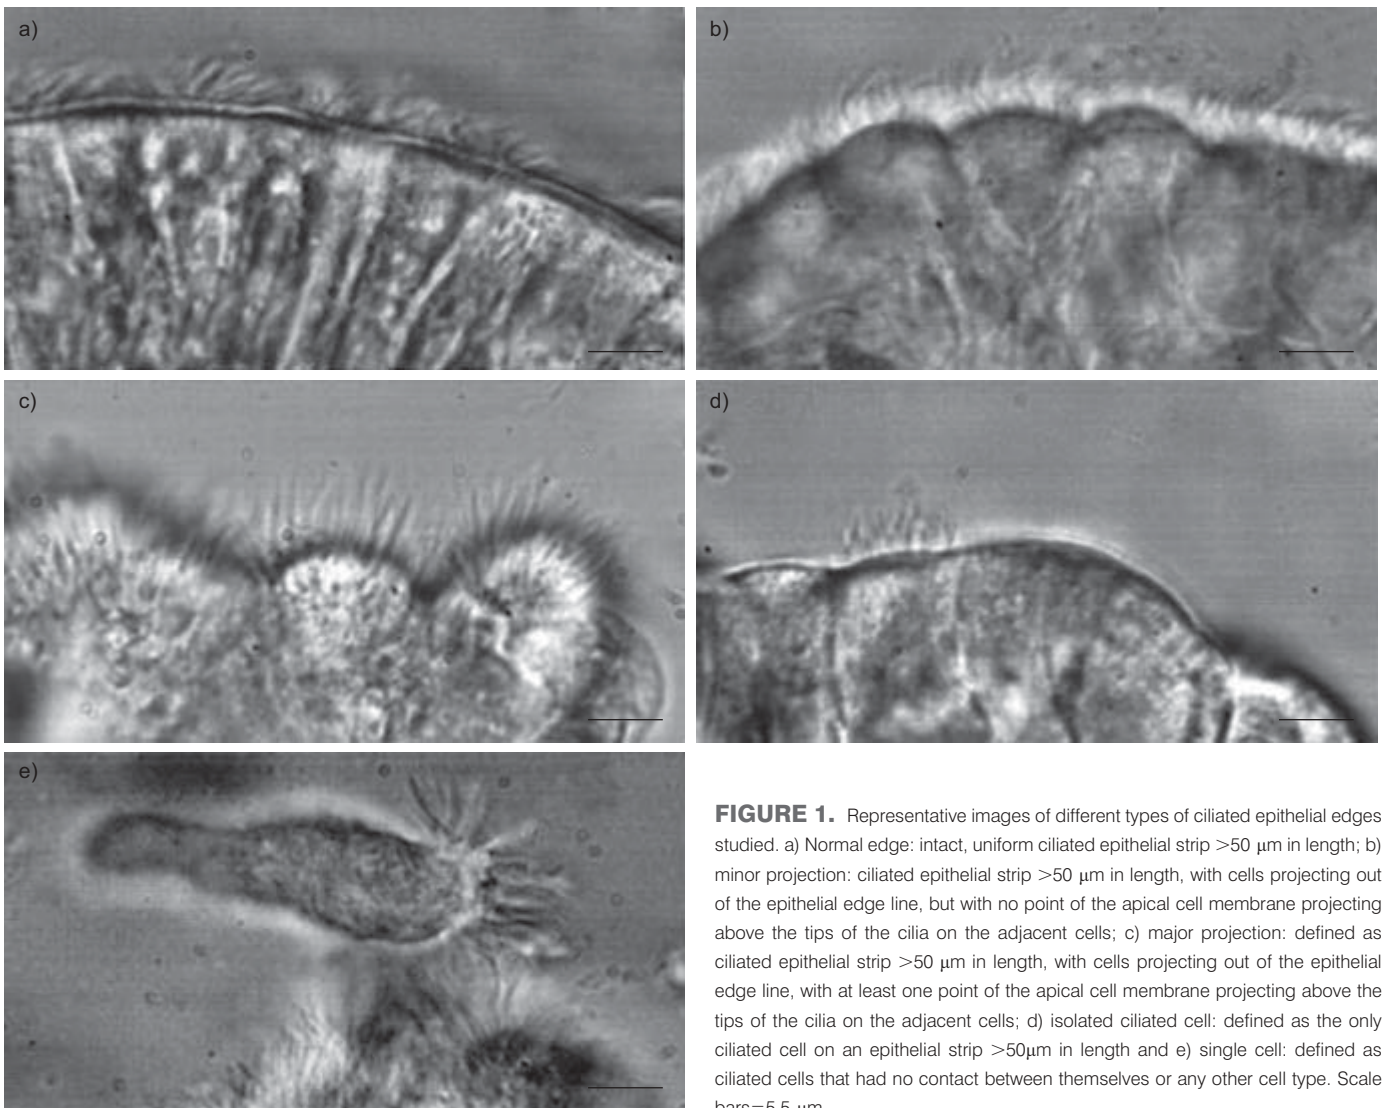 a)
b)
c)
d)
e)
FIGURE 1. Representative images of different types of ciliated epithelial edges
studied. a) Normal edge: intact, uniform ciliated epithelial strip >50 μm in length; b)
minor projection: ciliated epithelial strip >50 μm in length, with cells projecting out
of the epithelial edge line, but with no point of the apical cell membrane projecting
above the tips of the cilia on the adjacent cells; c) major projection: defined as
ciliated epithelial strip >50 μm in length, with cells projecting out of the epithelial
edge line, with at least one point of the apical cell membrane projecting above the
tips of the cilia on the adjacent cells; d) isolated ciliated cell: defined as the only
ciliated cell on an epithelial strip >50μm in length and e) single cell: defined as
ciliated cells that had no contact between themselves or any other cell type. Scale
bars=5.5 μm